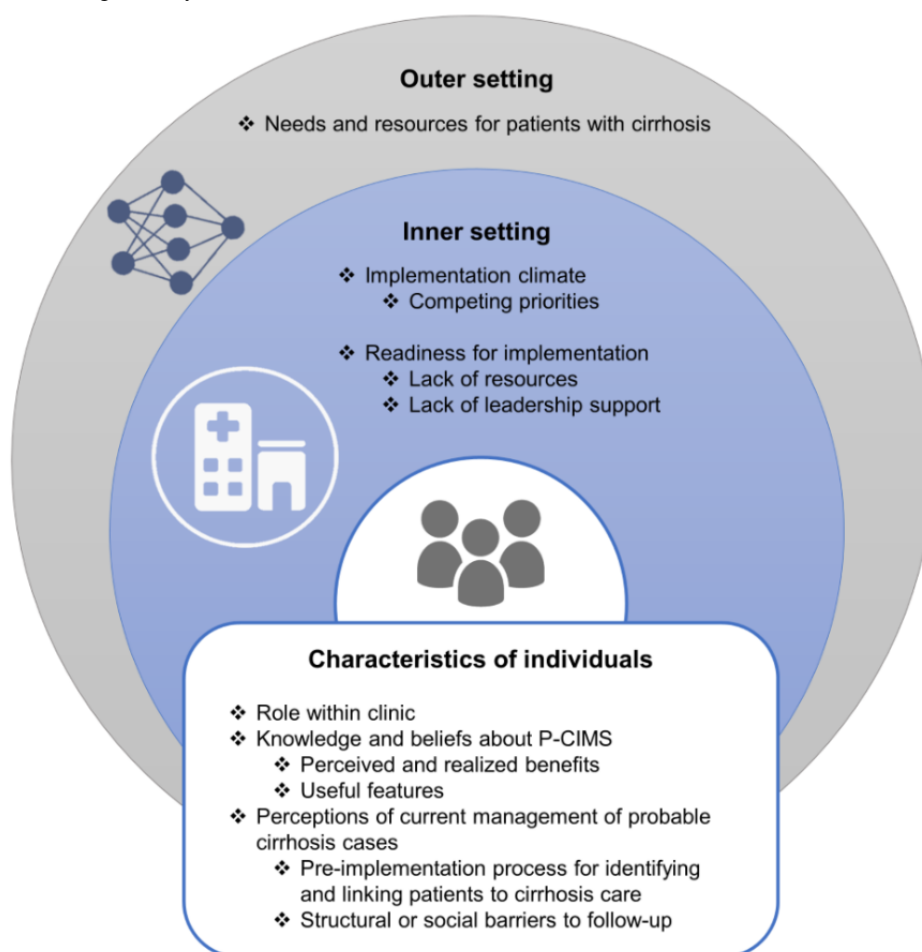 Outer setting
❖ Needs and resources for patients with cirrhosis
Inner setting
❖ Implementation climate
❖ Competing priorities
❖ Readiness for implementation
❖ Lack of resources
❖ Lack of leadership support
Characteristics of individuals
❖ Role within clinic
❖ Knowledge and beliefs about P-CIMS
❖ Perceived and realized benefits
❖ Useful features
❖ Perceptions of current management of probable
cirrhosis cases
❖ Pre-implementation process for identifying
and linking patients to cirrhosis care
❖ Structural or social barriers to follow-up